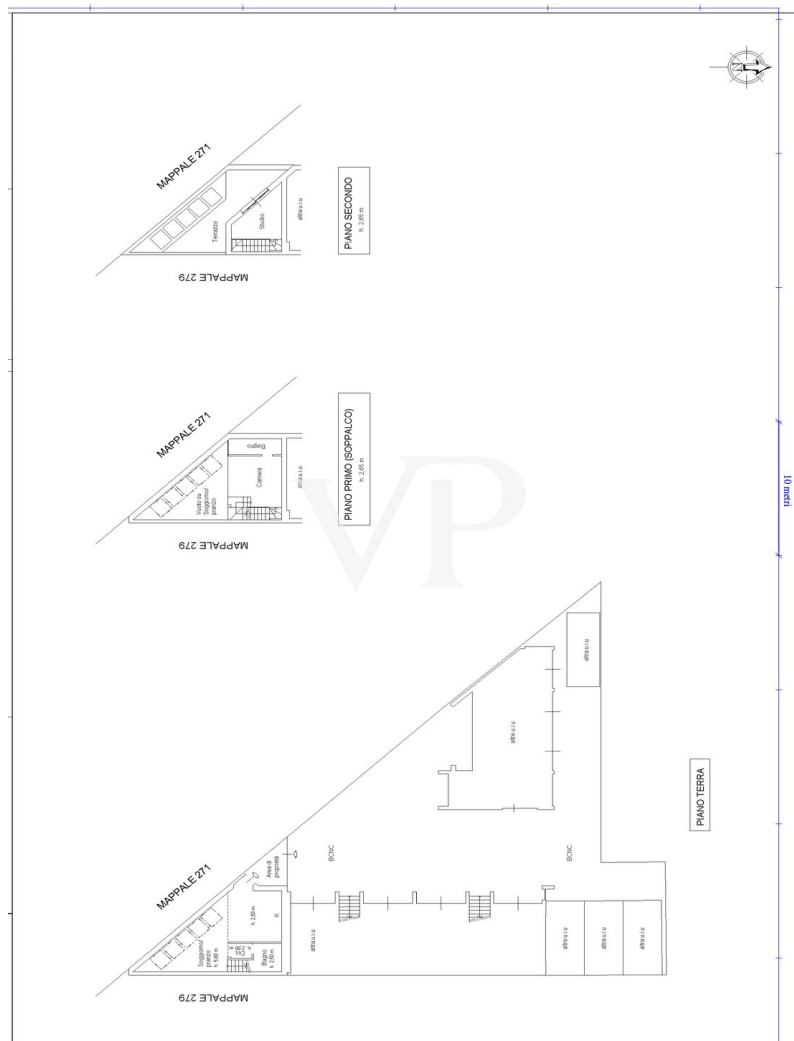 MAPPALE 271
Terrazzo
Studio
altra u.i.u
MAPPALE 279
PIANO SECONDO
h. 2,65 m
MAPPALE 271
Bagno
Camera
Vuoto su
Soggiorno/
pranzo
altra u.i.u
MAPPALE 279
PIANO PRIMO (SOPPALCO)
h. 2,65 m
10 metri
VP
altra u.i.u
altra u.i.u
PIANO TERRA
MAPPALE 271
Area di
proprietà
BCNC
BCNC
h. 2,60 m
K
Soggiorno/
pranzo
h. 5,60 m
Bagno
h. 2,60 m
altra u.i.u
altra u.i.u
altra u.i.u
altra u.i.u
MAPPALE 279